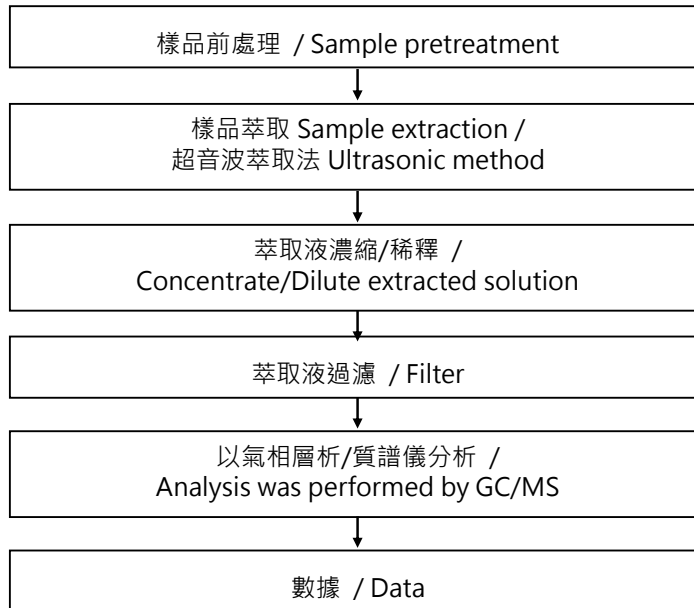 樣品前處理 / Sample pretreatment
樣品萃取 Sample extraction /
超音波萃取法 Ultrasonic method
萃取液濃縮/稀釋 /
Concentrate/Dilute extracted solution
萃取液過濾 / Filter
以氣相層析/質譜儀分析 /
Analysis was performed by GC/MS
數據 / Data